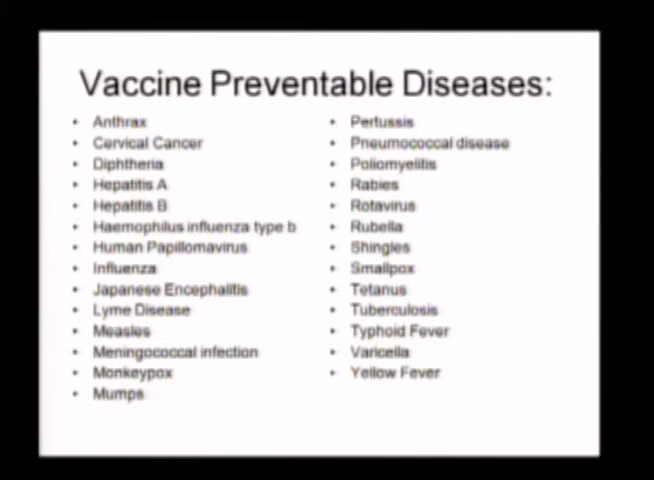 Vaccine Preventable Diseases:
• Anthrax
• Cervical Cancer
• Diphtheria
• Hepatitis A
• Hepatitis B
• Haemophilus influenza type b
• Human Papillomavirus
• Influenza
• Japanese Encephalitis
• Lyme Disease
• Measles
• Meningococcal infection
• Monkeypox
• Mumps
• Pertussis
• Pneumococcal disease
• Poliomyelitis
• Rabies
• Rotavirus
• Rubella
• Shingles
• Smallpox
• Tetanus
• Tuberculosis
• Typhoid Fever
• Varicella
• Yellow Fever